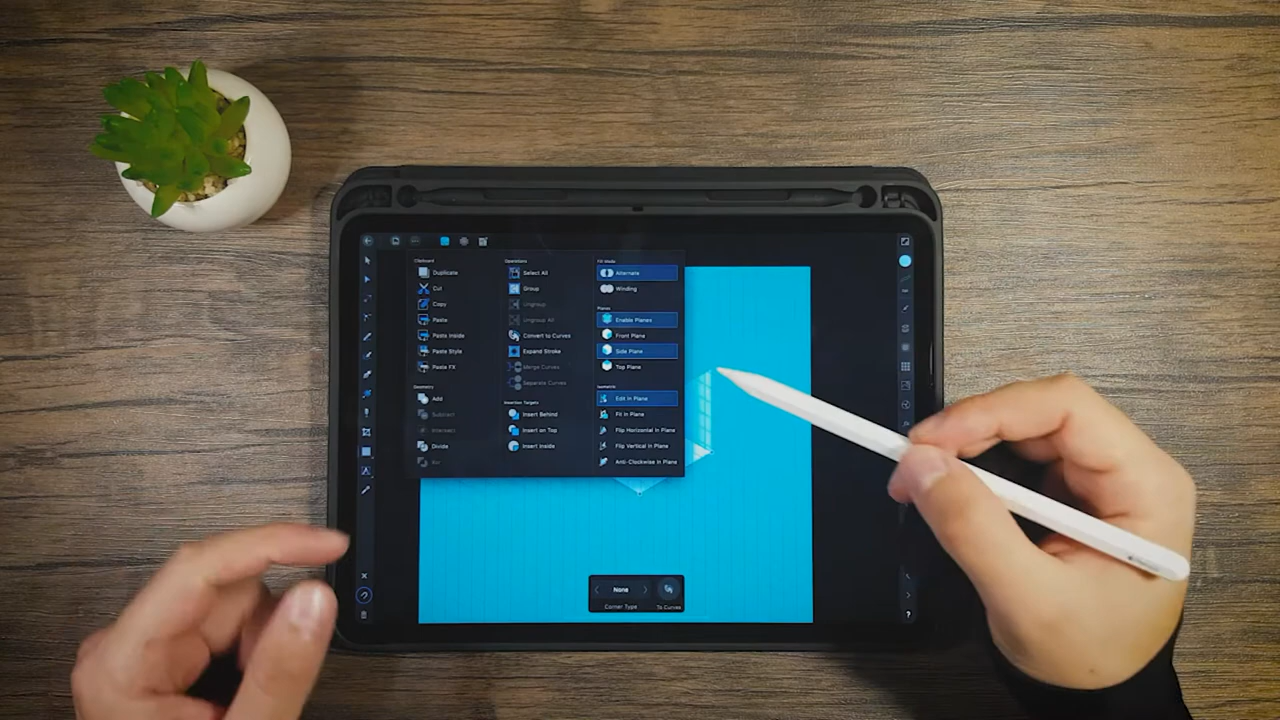 Clipboard
Duplicate
Cut
Copy
Paste
Paste Inside
Paste Style
Paste FX
Geometry
Add
Subtract
Intersect
Divide
Operations
Select All
Group
Ungroup
Ungroup All
Convert to Curves
Expand Stroke
Merge Curves
Separate Curves
Insertion Targets
Insert Behind
Insert on Top
Insert Inside
Fill Mode
Alternate
Winding
Planes
Enable Planes
Front Plane
Side Plane
Top Plane
Isometric
Edit In Plane
Fit in Plane
Flip Horizontal In Plane
Flip Vertical In Plane
Anti-Clockwise In Plane
None
Corner Type
To Curves
?